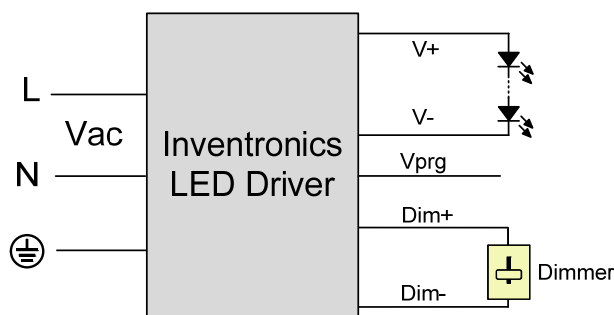 L
Vac
N
Inventronics
LED Driver
V+
V-
Vprg
Dim+
Dimmer
Dim-